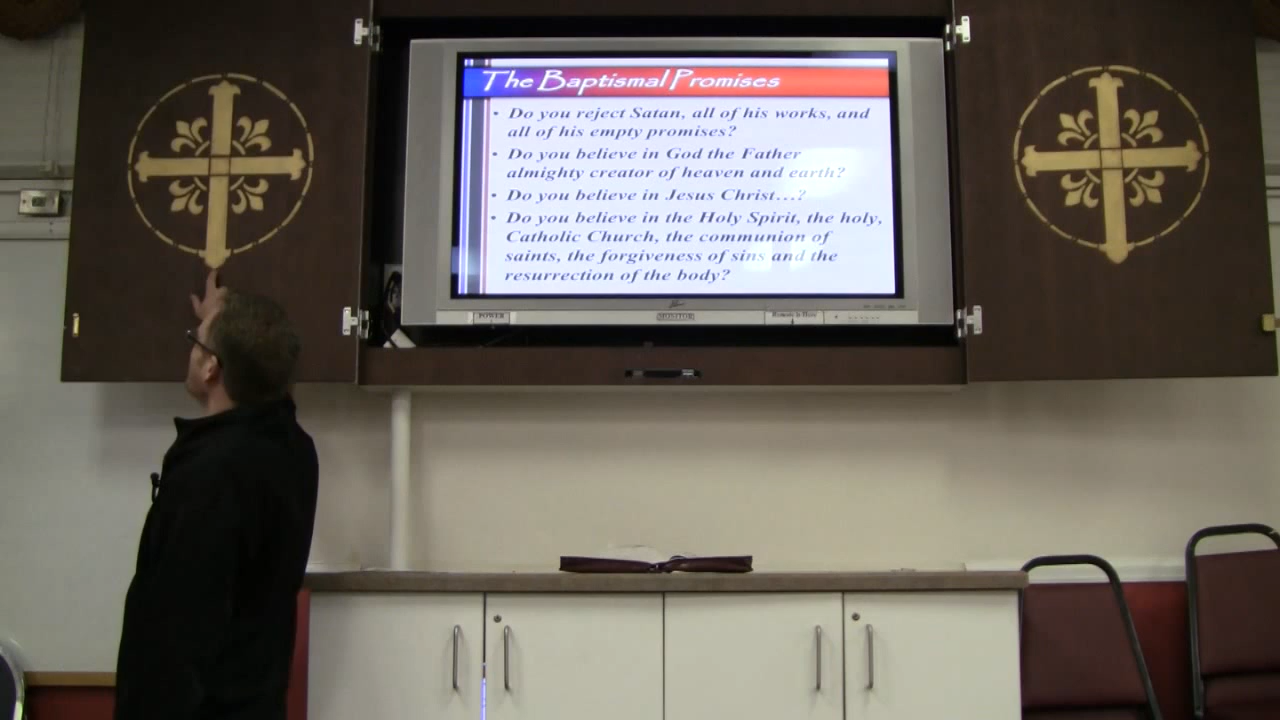 The Baptismal Promises
• Do you reject Satan, all of his works, and
all of his empty promises?
• Do you believe in God the Father
almighty creator of heaven and earth?
• Do you believe in Jesus Christ…?
• Do you believe in the Holy Spirit, the holy,
Catholic Church, the communion of
saints, the forgiveness of sins and the
resurrection of the body?
POWER
MONITOR